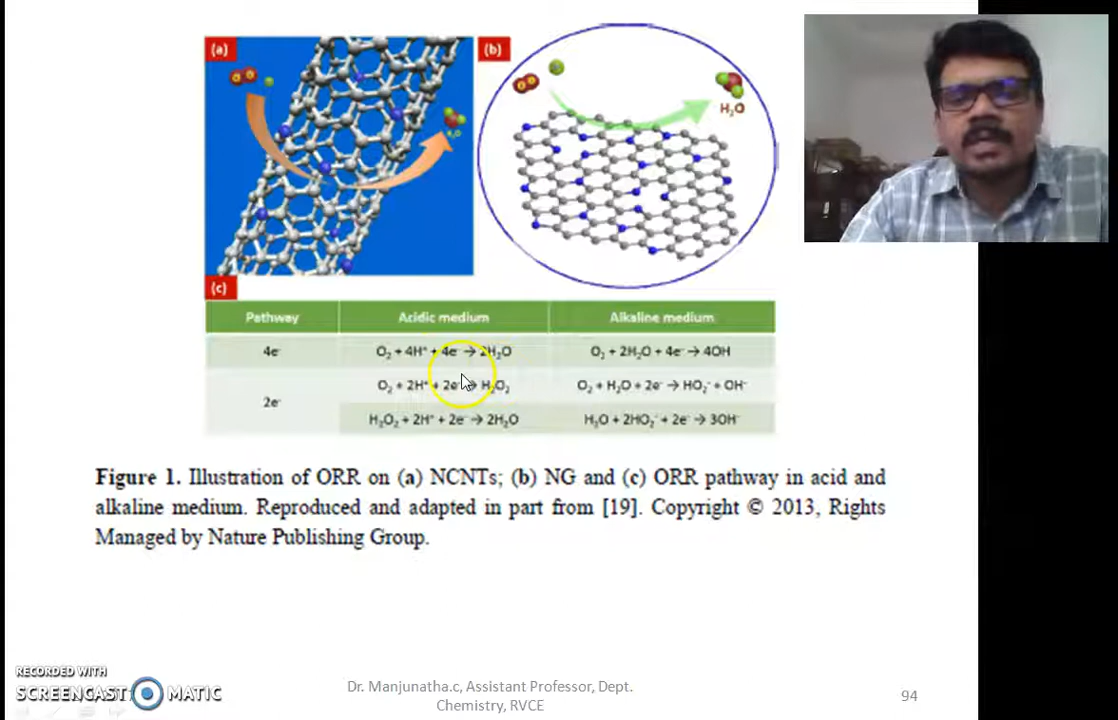 (a)
(b)
H₂O
H₂O
(c)
Pathway Acidic medium Alkaline medium
4e⁻ O₂ + 4H⁺ + 4e⁻ → 2H₂O O₂ + 2H₂O + 4e⁻ → 4OH
2e⁻ O₂ + 2H⁺ + 2e⁻ → H₂O₂ O₂ + H₂O + 2e⁻ → HO₂⁻ + OH⁻
H₂O₂ + 2H⁺ + 2e⁻ → 2H₂O H₂O + 2HO₂⁻ + 2e⁻ → 3OH⁻
Figure 1. Illustration of ORR on (a) NCNTs; (b) NG and (c) ORR pathway in acid and
alkaline medium. Reproduced and adapted in part from [19]. Copyright © 2013, Rights
Managed by Nature Publishing Group.
RECORDED WITH
SCREENCAST MATIC
Dr. Manjunatha.c, Assistant Professor, Dept.
Chemistry, RVCE
94